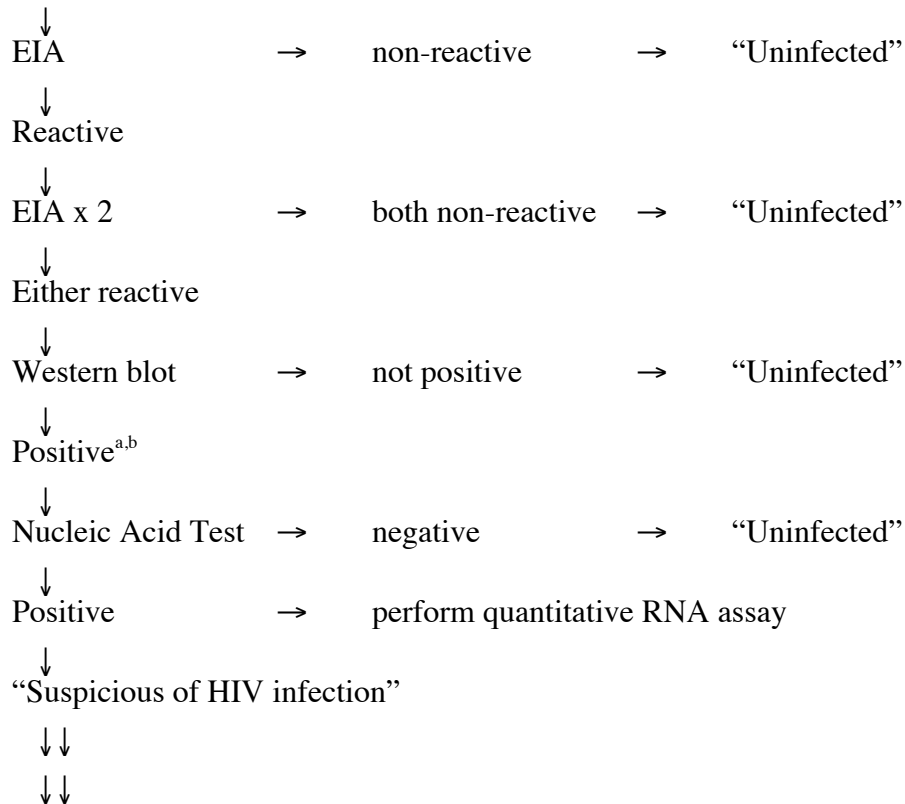 ↓
EIA → non-reactive → “Uninfected”
↓
Reactive
↓
EIA x 2 → both non-reactive → “Uninfected”
↓
Either reactive
↓
Western blot → not positive → “Uninfected”
↓
Positiveᵃ,ᵇ
↓
Nucleic Acid Test → negative → “Uninfected”
↓
Positive → perform quantitative RNA assay
↓
“Suspicious of HIV infection”
↓↓
↓↓